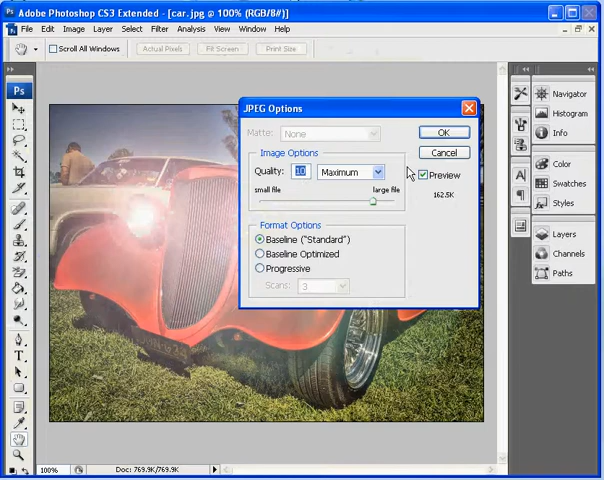 Adobe Photoshop CS3 Extended - [car.jpg @ 100% (RGB/8#)]
File Edit Image Layer Select Filter Analysis View Window Help
Scroll All Windows Actual Pixels Fit Screen Print Size
Ps
JPEG Options
Matte: None
OK
Image Options
Cancel
Quality: 10 Maximum
Preview
small file large file
162.5K
Format Options
Baseline ("Standard")
Baseline Optimized
Progressive
Scans: 3
Navigator
Histogram
Info
Color
Swatches
Styles
Layers
Channels
Paths
T
A
100% Doc: 769.9K/769.9K